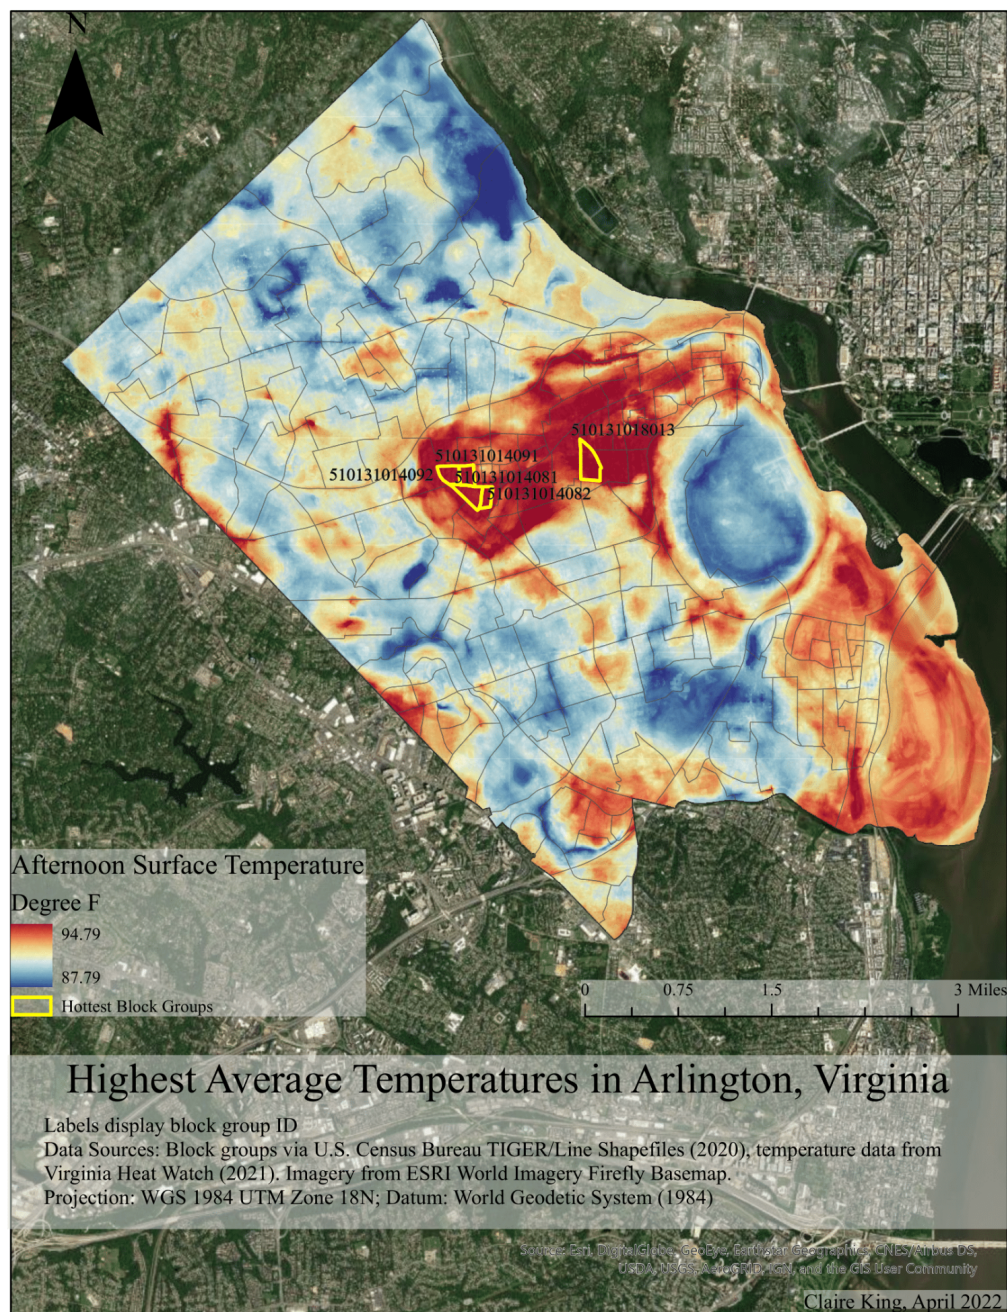 N
510131018013
510131014091
510131014092
510131014081
510131014082
Afternoon Surface Temperature
Degree F
94.79
87.79
Hottest Block Groups
0 0.75 1.5 3 Miles
Highest Average Temperatures in Arlington, Virginia
Labels display block group ID
Data Sources: Block groups via U.S. Census Bureau TIGER/Line Shapefiles (2020), temperature data from
Virginia Heat Watch (2021). Imagery from ESRI World Imagery Firefly Basemap.
Projection: WGS 1984 UTM Zone 18N; Datum: World Geodetic System (1984)
Source: Esri, DigitalGlobe, GeoEye, Earthstar Geographics, CNES/Airbus DS,
USDA, USGS, AeroGRID, IGN, and the GIS User Community
Claire King, April 2022